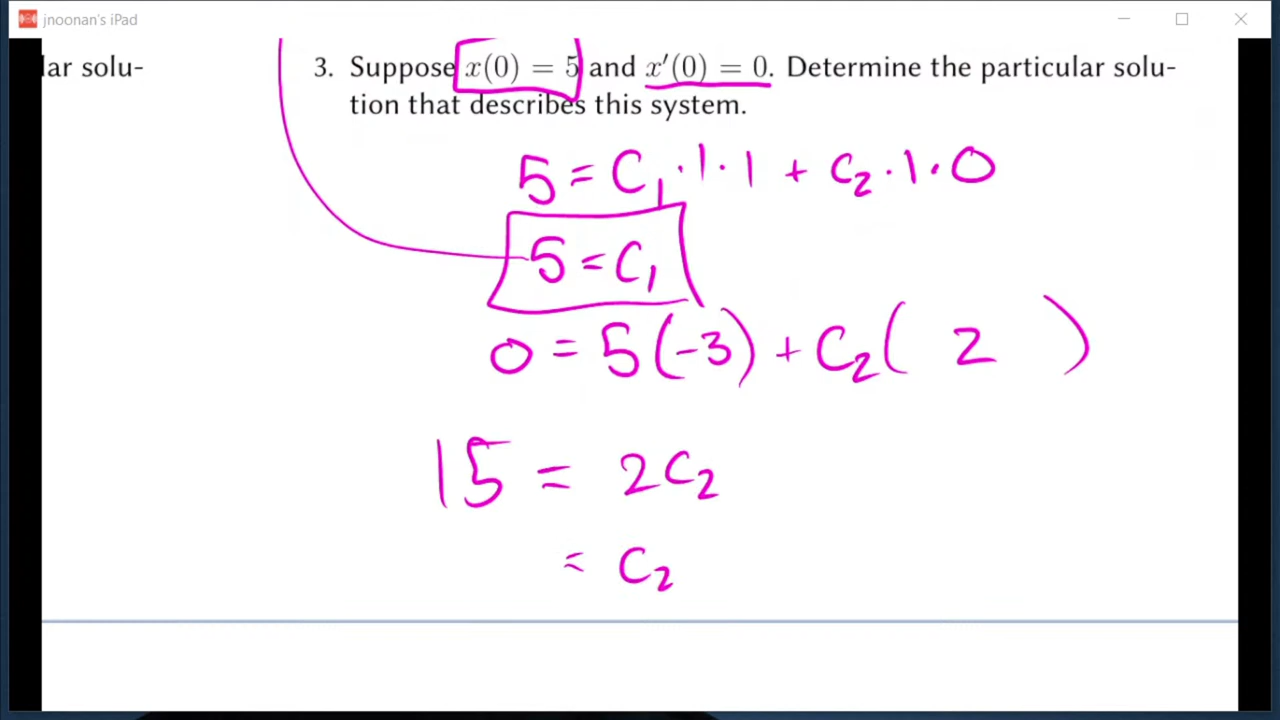 jnoonan's iPad
lar solu-
3. Suppose x(0) = 5 and x′(0) = 0. Determine the particular solu-
tion that describes this system.
5 = C₁·1·1 + C₂·1·0
5 = C₁
0 = 5(-3) + C₂( 2 )
15 = 2C₂
= C₂